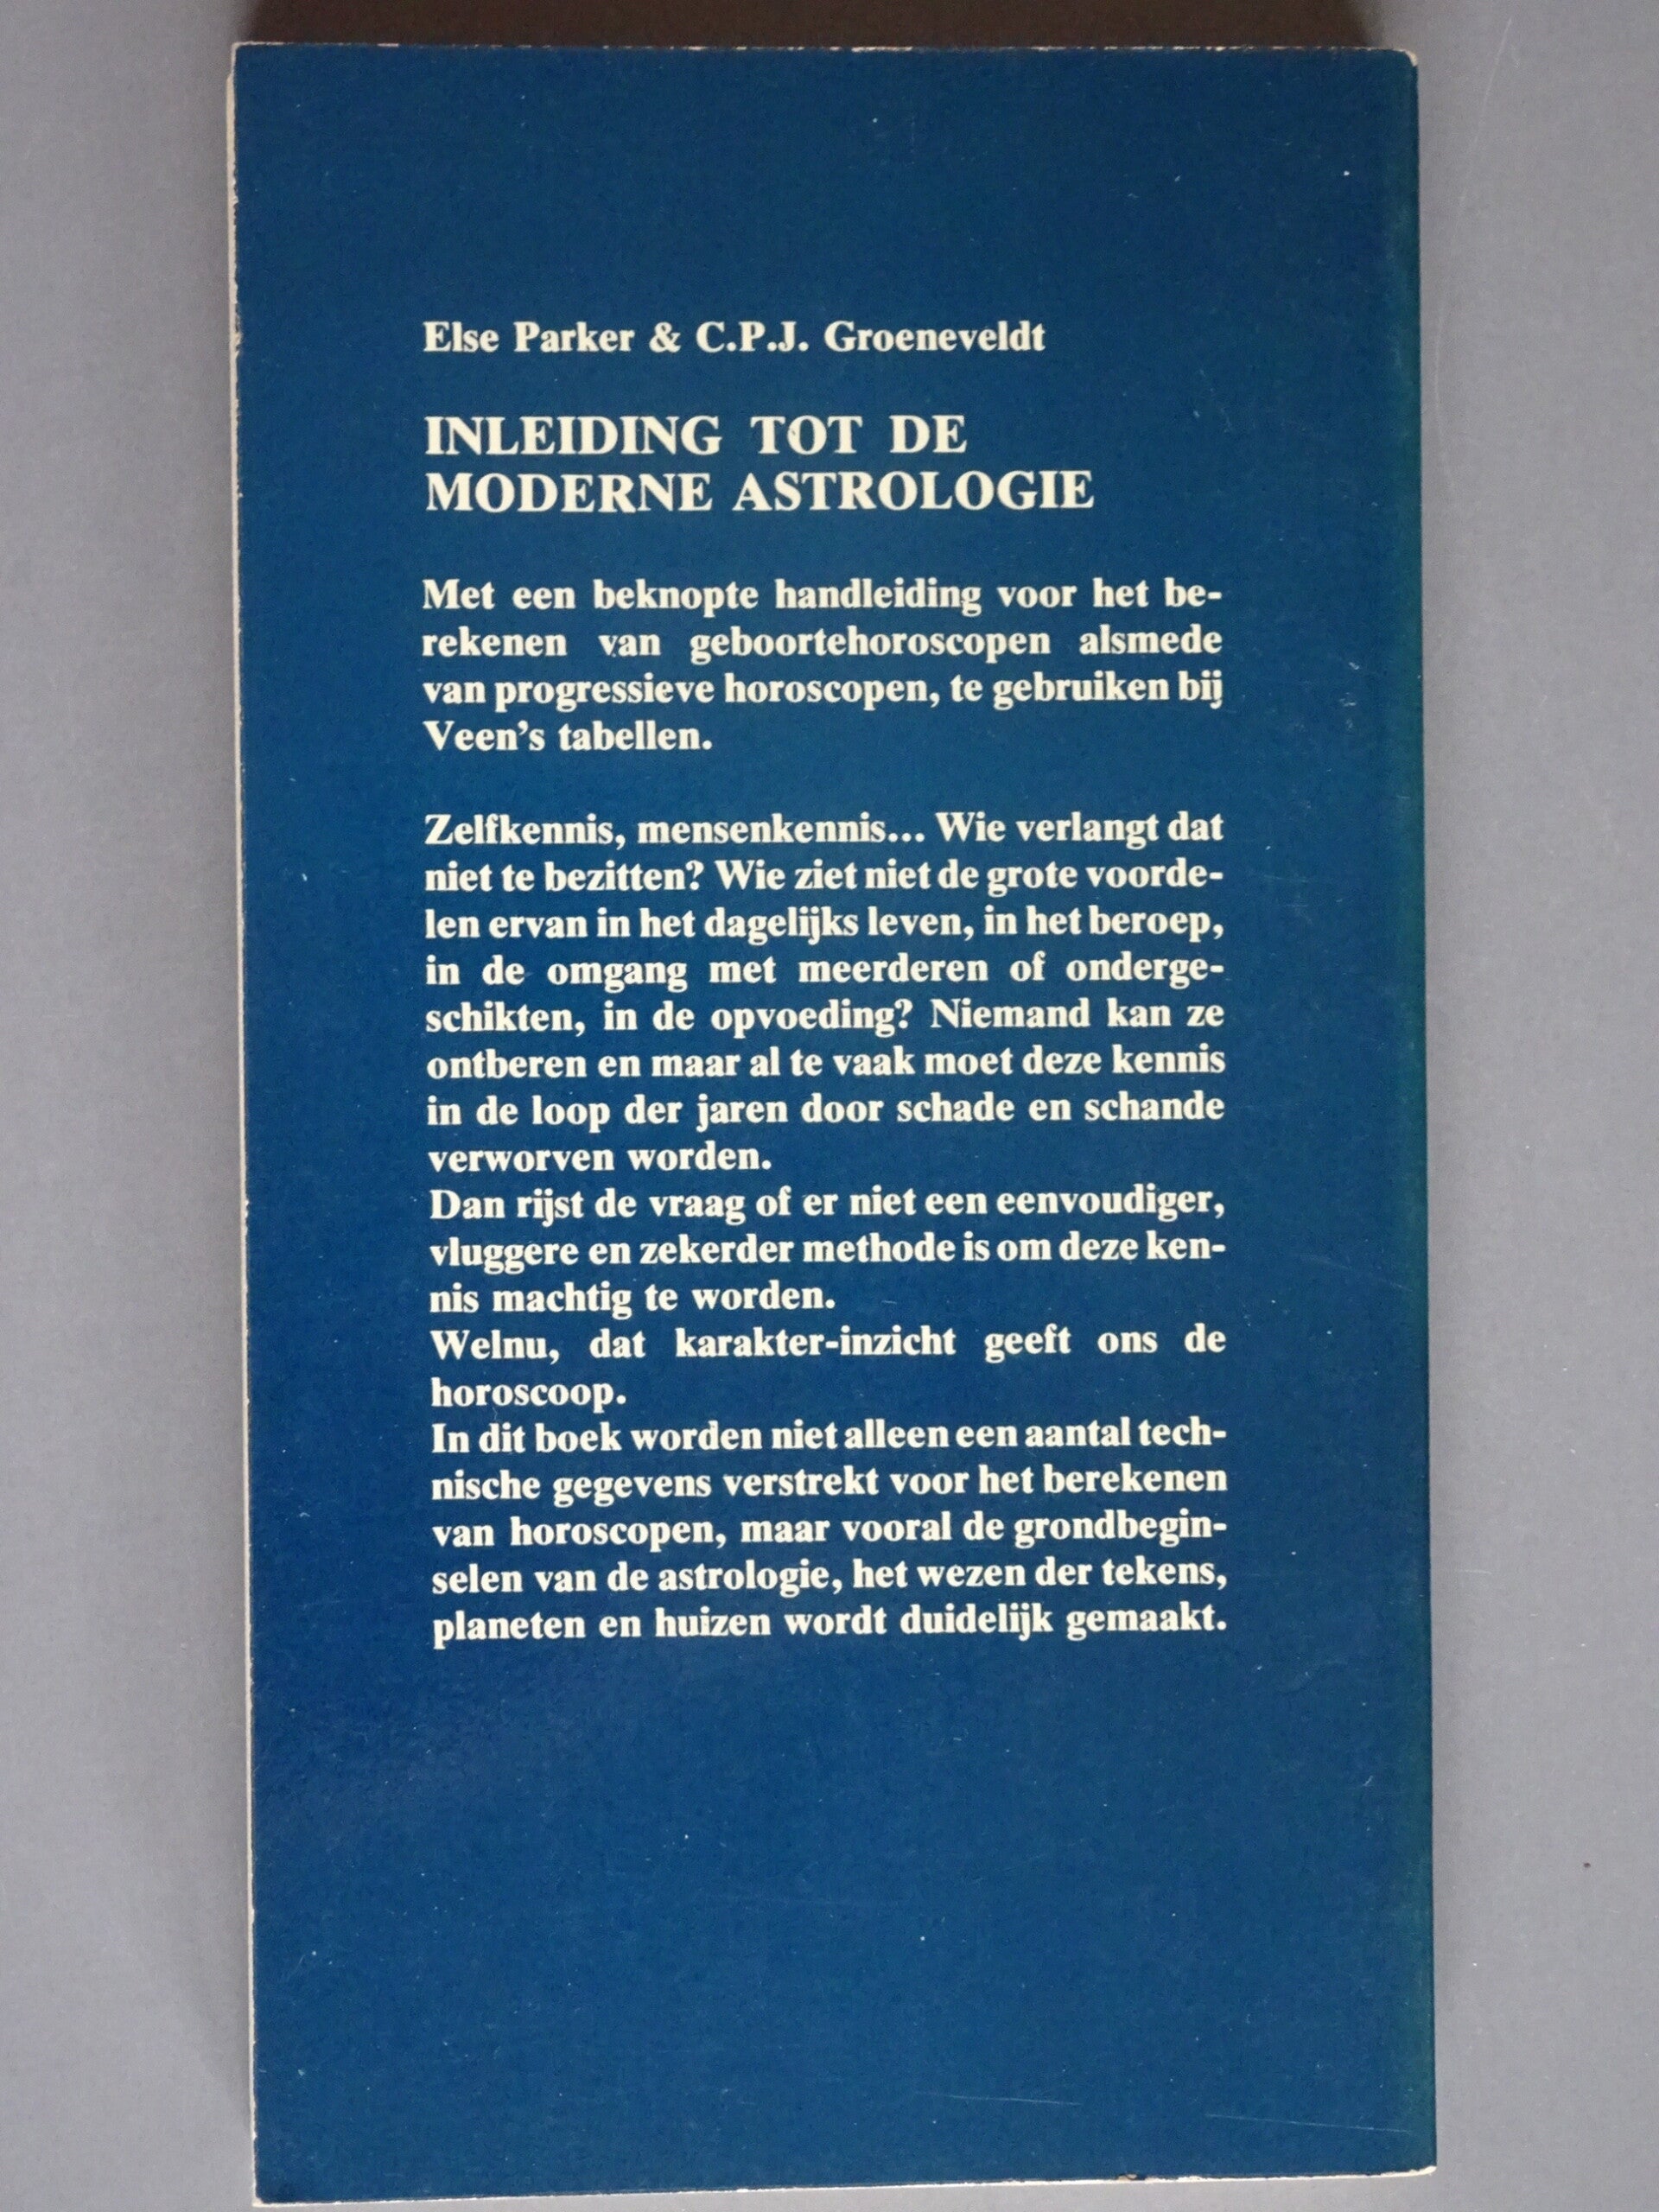 Else Parker & C.P.J. Groeneveldt
INLEIDING TOT DE
MODERNE ASTROLOGIE
Met een beknopte handleiding voor het be-
rekenen van geboortehoroscopen alsmede
van progressieve horoscopen, te gebruiken bij
Veen's tabellen.
Zelfkennis, mensenkennis... Wie verlangt dat
niet te bezitten? Wie ziet niet de grote voorde-
len ervan in het dagelijks leven, in het beroep,
in de omgang met meerderen of onderge-
schikten, in de opvoeding? Niemand kan ze
ontberen en maar al te vaak moet deze kennis
in de loop der jaren door schade en schande
verworven worden.
Dan rijst de vraag of er niet een eenvoudiger,
vluggere en zekerder methode is om deze ken-
nis machtig te worden.
Welnu, dat karakter-inzicht geeft ons de
horoscoop.
In dit boek worden niet alleen een aantal tech-
nische gegevens verstrekt voor het berekenen
van horoscopen, maar vooral de grondbegin-
selen van de astrologie, het wezen der tekens,
planeten en huizen wordt duidelijk gemaakt.